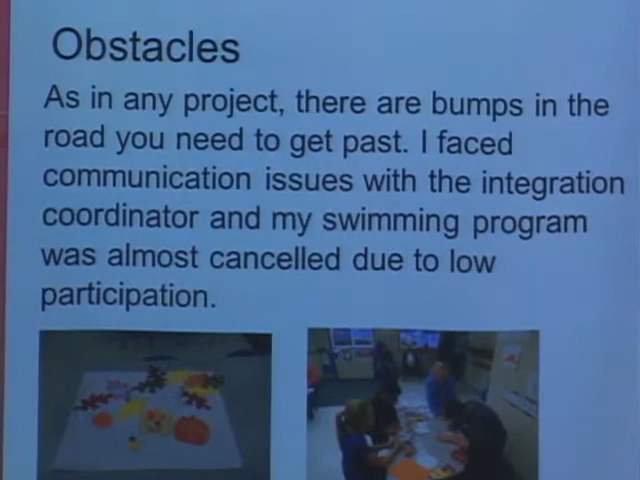 Obstacles
As in any project, there are bumps in the
road you need to get past. I faced
communication issues with the integration
coordinator and my swimming program
was almost cancelled due to low
participation.